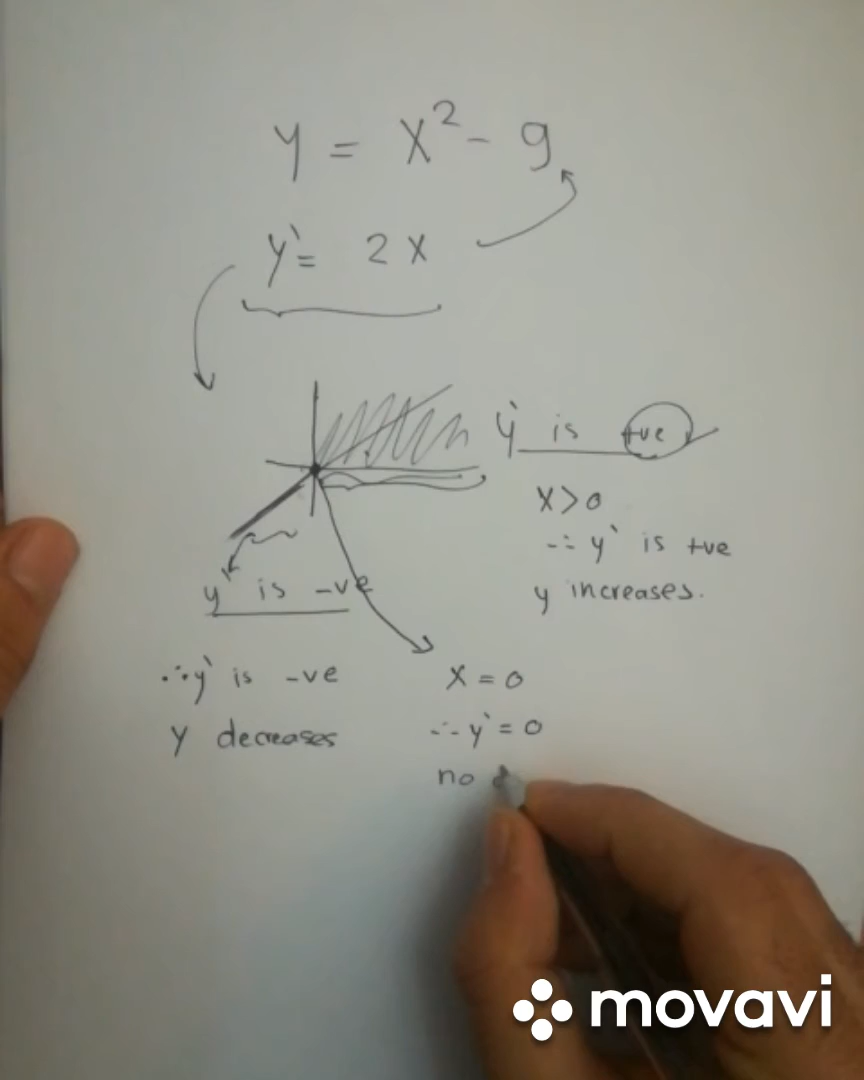 y = x² - 9
y` = 2x
y` is +ve
x > 0
∴ y` is +ve
y increases.
y` is -ve
∴ y` is -ve
y decreases
x = 0
∴ y` = 0
no
movavi